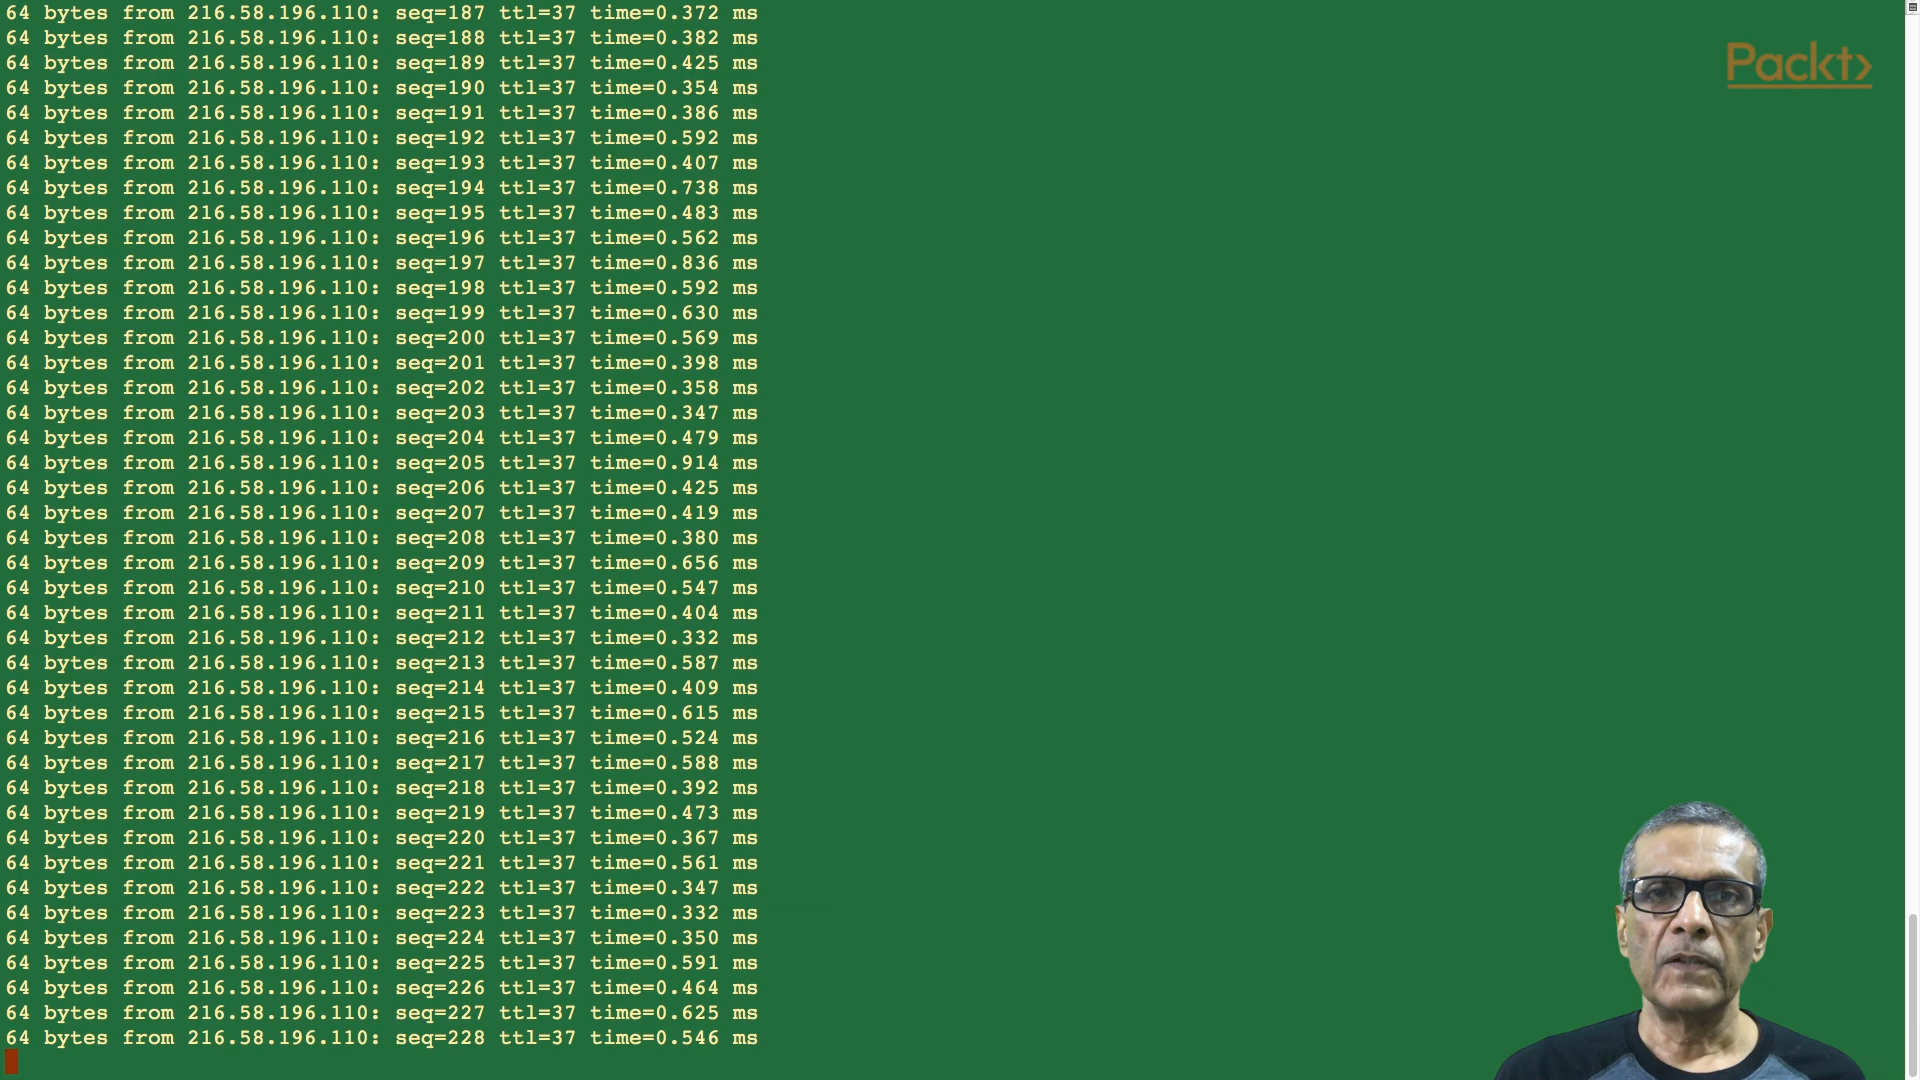 64 bytes from 216.58.196.110: seq=187 ttl=37 time=0.372 ms
64 bytes from 216.58.196.110: seq=188 ttl=37 time=0.382 ms
64 bytes from 216.58.196.110: seq=189 ttl=37 time=0.425 ms
64 bytes from 216.58.196.110: seq=190 ttl=37 time=0.354 ms
64 bytes from 216.58.196.110: seq=191 ttl=37 time=0.386 ms
64 bytes from 216.58.196.110: seq=192 ttl=37 time=0.592 ms
64 bytes from 216.58.196.110: seq=193 ttl=37 time=0.407 ms
64 bytes from 216.58.196.110: seq=194 ttl=37 time=0.738 ms
64 bytes from 216.58.196.110: seq=195 ttl=37 time=0.483 ms
64 bytes from 216.58.196.110: seq=196 ttl=37 time=0.562 ms
64 bytes from 216.58.196.110: seq=197 ttl=37 time=0.836 ms
64 bytes from 216.58.196.110: seq=198 ttl=37 time=0.592 ms
64 bytes from 216.58.196.110: seq=199 ttl=37 time=0.630 ms
64 bytes from 216.58.196.110: seq=200 ttl=37 time=0.569 ms
64 bytes from 216.58.196.110: seq=201 ttl=37 time=0.398 ms
64 bytes from 216.58.196.110: seq=202 ttl=37 time=0.358 ms
64 bytes from 216.58.196.110: seq=203 ttl=37 time=0.347 ms
64 bytes from 216.58.196.110: seq=204 ttl=37 time=0.479 ms
64 bytes from 216.58.196.110: seq=205 ttl=37 time=0.914 ms
64 bytes from 216.58.196.110: seq=206 ttl=37 time=0.425 ms
64 bytes from 216.58.196.110: seq=207 ttl=37 time=0.419 ms
64 bytes from 216.58.196.110: seq=208 ttl=37 time=0.380 ms
64 bytes from 216.58.196.110: seq=209 ttl=37 time=0.656 ms
64 bytes from 216.58.196.110: seq=210 ttl=37 time=0.547 ms
64 bytes from 216.58.196.110: seq=211 ttl=37 time=0.404 ms
64 bytes from 216.58.196.110: seq=212 ttl=37 time=0.332 ms
64 bytes from 216.58.196.110: seq=213 ttl=37 time=0.587 ms
64 bytes from 216.58.196.110: seq=214 ttl=37 time=0.409 ms
64 bytes from 216.58.196.110: seq=215 ttl=37 time=0.615 ms
64 bytes from 216.58.196.110: seq=216 ttl=37 time=0.524 ms
64 bytes from 216.58.196.110: seq=217 ttl=37 time=0.588 ms
64 bytes from 216.58.196.110: seq=218 ttl=37 time=0.392 ms
64 bytes from 216.58.196.110: seq=219 ttl=37 time=0.473 ms
64 bytes from 216.58.196.110: seq=220 ttl=37 time=0.367 ms
64 bytes from 216.58.196.110: seq=221 ttl=37 time=0.561 ms
64 bytes from 216.58.196.110: seq=222 ttl=37 time=0.347 ms
64 bytes from 216.58.196.110: seq=223 ttl=37 time=0.332 ms
64 bytes from 216.58.196.110: seq=224 ttl=37 time=0.350 ms
64 bytes from 216.58.196.110: seq=225 ttl=37 time=0.591 ms
64 bytes from 216.58.196.110: seq=226 ttl=37 time=0.464 ms
64 bytes from 216.58.196.110: seq=227 ttl=37 time=0.625 ms
64 bytes from 216.58.196.110: seq=228 ttl=37 time=0.546 ms
Packt>